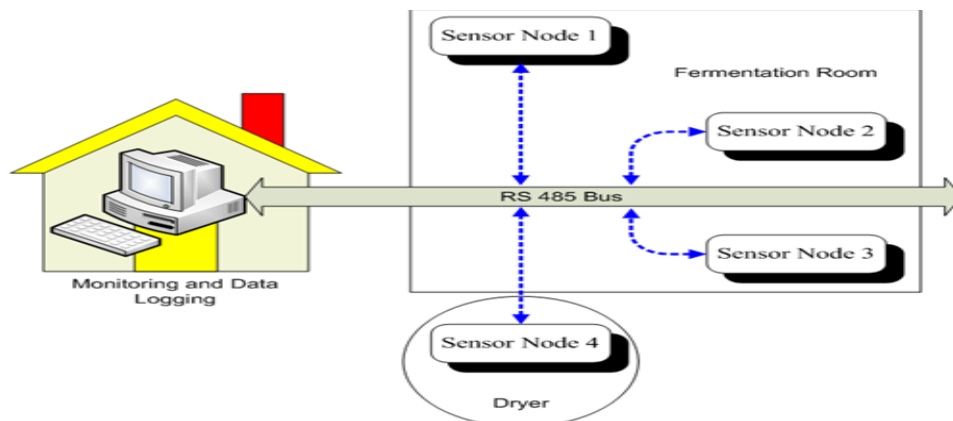 Sensor Node 1
Fermentation Room
Sensor Node 2
RS 485 Bus
Sensor Node 3
Monitoring and Data
Logging
Sensor Node 4
Dryer